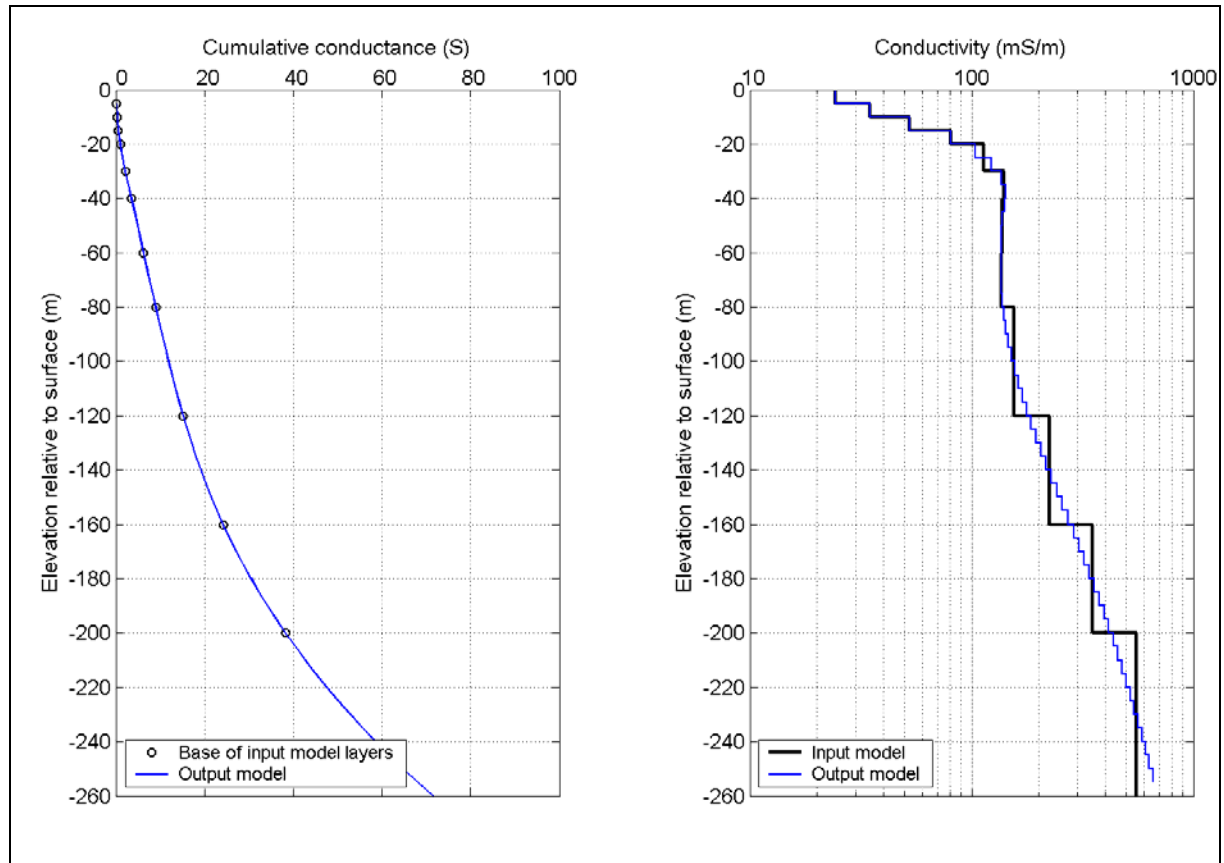 Cumulative conductance (S)
0 20 40 60 80 100
0
-20
-40
-60
-80
-100
-120
-140
-160
-180
-200
-220
-240
-260
Elevation relative to surface (m)
Base of input model layers
Output model
Conductivity (mS/m)
10 100 1000
0
-20
-40
-60
-80
-100
-120
-140
-160
-180
-200
-220
-240
-260
Elevation relative to surface (m)
Input model
Output model